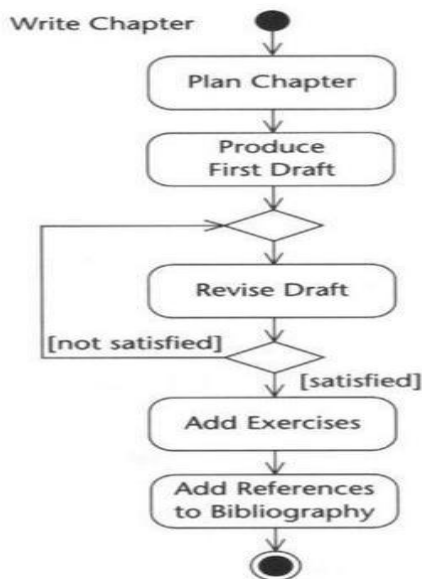 Write Chapter
Plan Chapter
Produce
First Draft
Revise Draft
[not satisfied]
[satisfied]
Add Exercises
Add References
to Bibliography